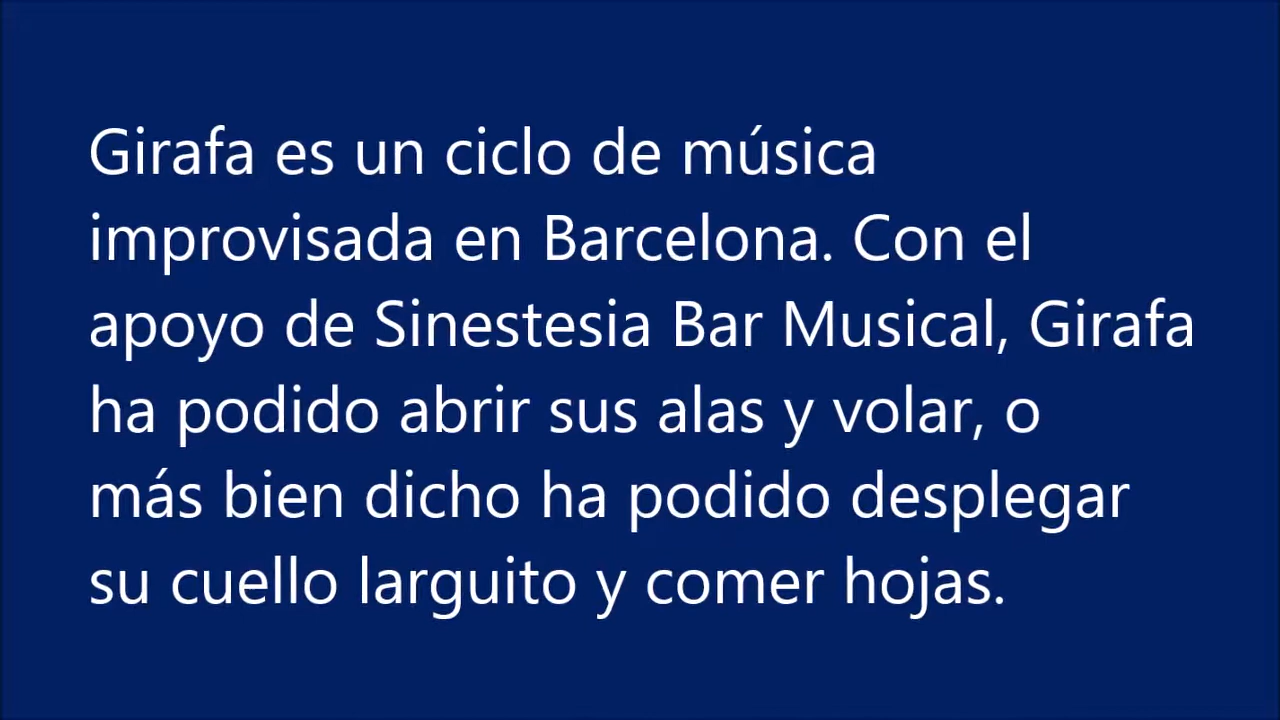 Girafa es un ciclo de música
improvisada en Barcelona. Con el
apoyo de Sinestesia Bar Musical, Girafa
ha podido abrir sus alas y volar, o
más bien dicho ha podido desplegar
su cuello larguito y comer hojas.